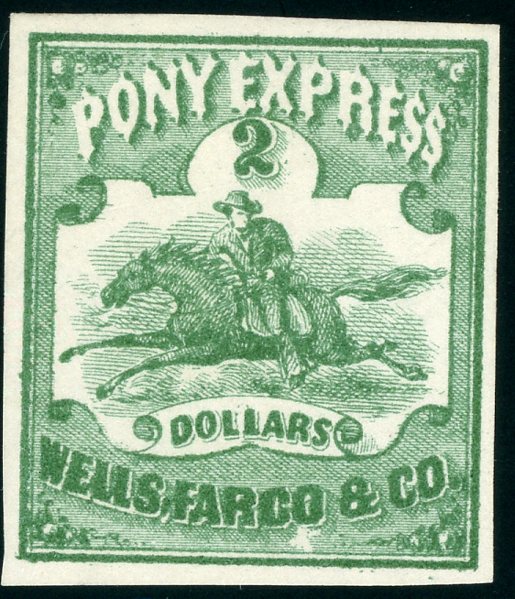 PONY EXPRESS
2
DOLLARS
WELLS, FARGO & CO.